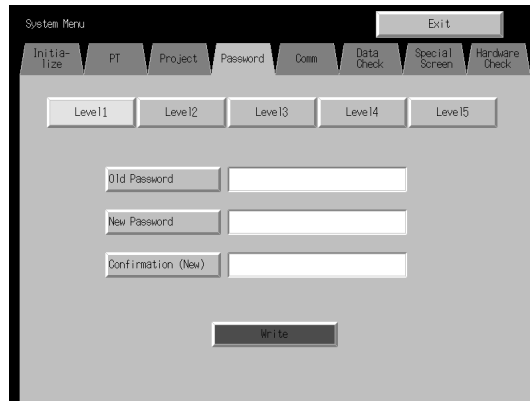 System Menu
Exit
Initia-
lize
PT
Project
Password
Comm
Data
Check
Special
Screen
Hardware
Check
Level1
Level2
Level3
Level4
Level5
Old Password
New Password
Confirmation (New)
Write